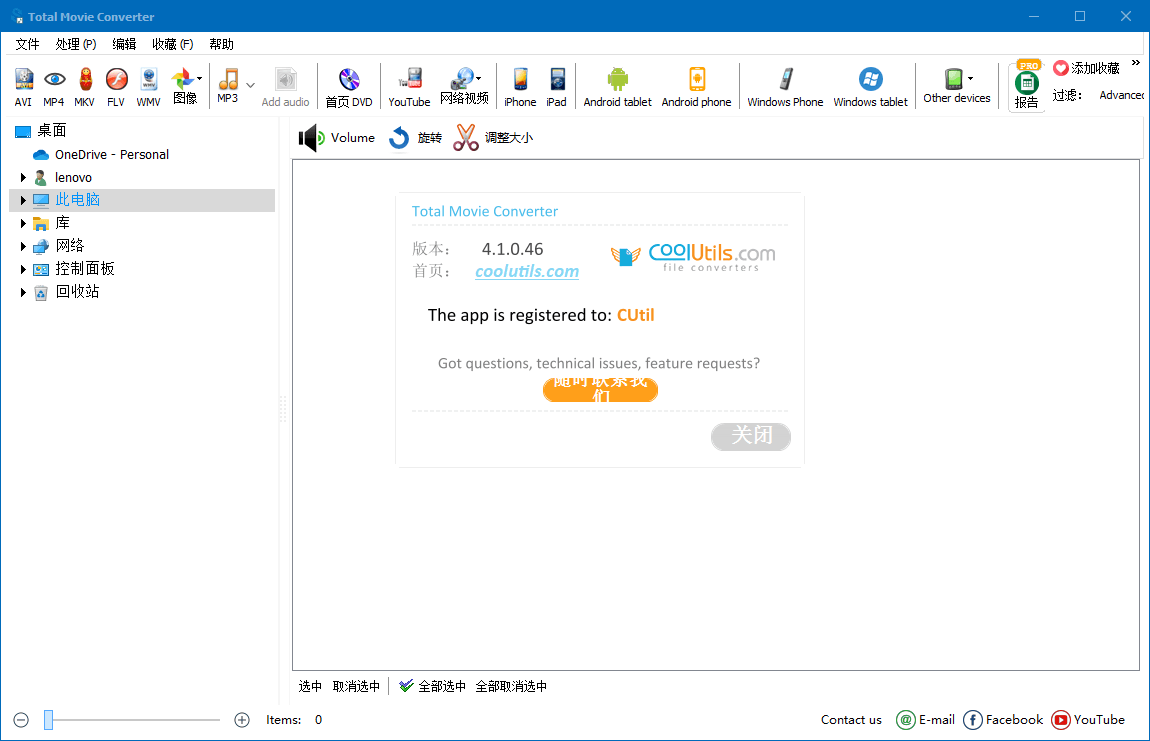 Total Movie Converter
文件 处理 (P) 编辑 收藏 (F) 帮助
AVI MP4 MKV FLV WMV 图像 MP3 Add audio 首页 DVD YouTube 网络视频 iPhone iPad Android tablet Android phone Windows Phone Windows tablet Other devices PRO 报告
添加收藏 »
过滤： Advanced
桌面
OneDrive - Personal
lenovo
此电脑
库
网络
控制面板
回收站
Volume 旋转 调整大小
Total Movie Converter
版本： 4.1.0.46
首页： coolutils.com
COOLUtils.com
file converters
The app is registered to: CUtil
Got questions, technical issues, feature requests?
随时联系我
们
关闭
选中 取消选中 全部选中 全部取消选中
Items: 0
Contact us E-mail Facebook YouTube